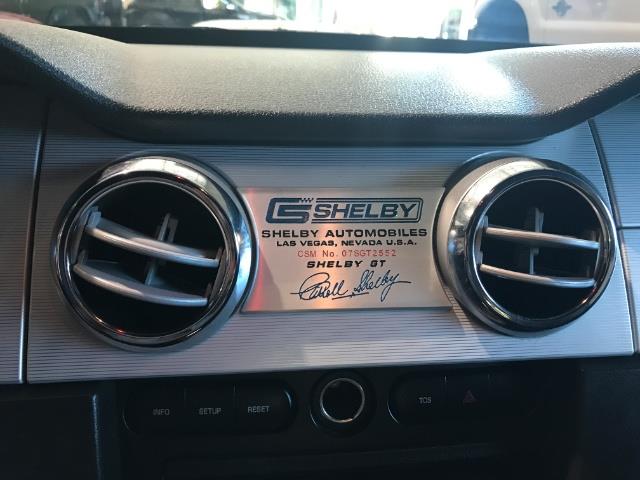 CS SHELBY
SHELBY AUTOMOBILES
LAS VEGAS, NEVADA U.S.A.
CSM No. 07SGT2552
SHELBY GT
Carroll Shelby
INFO SETUP RESET TCS